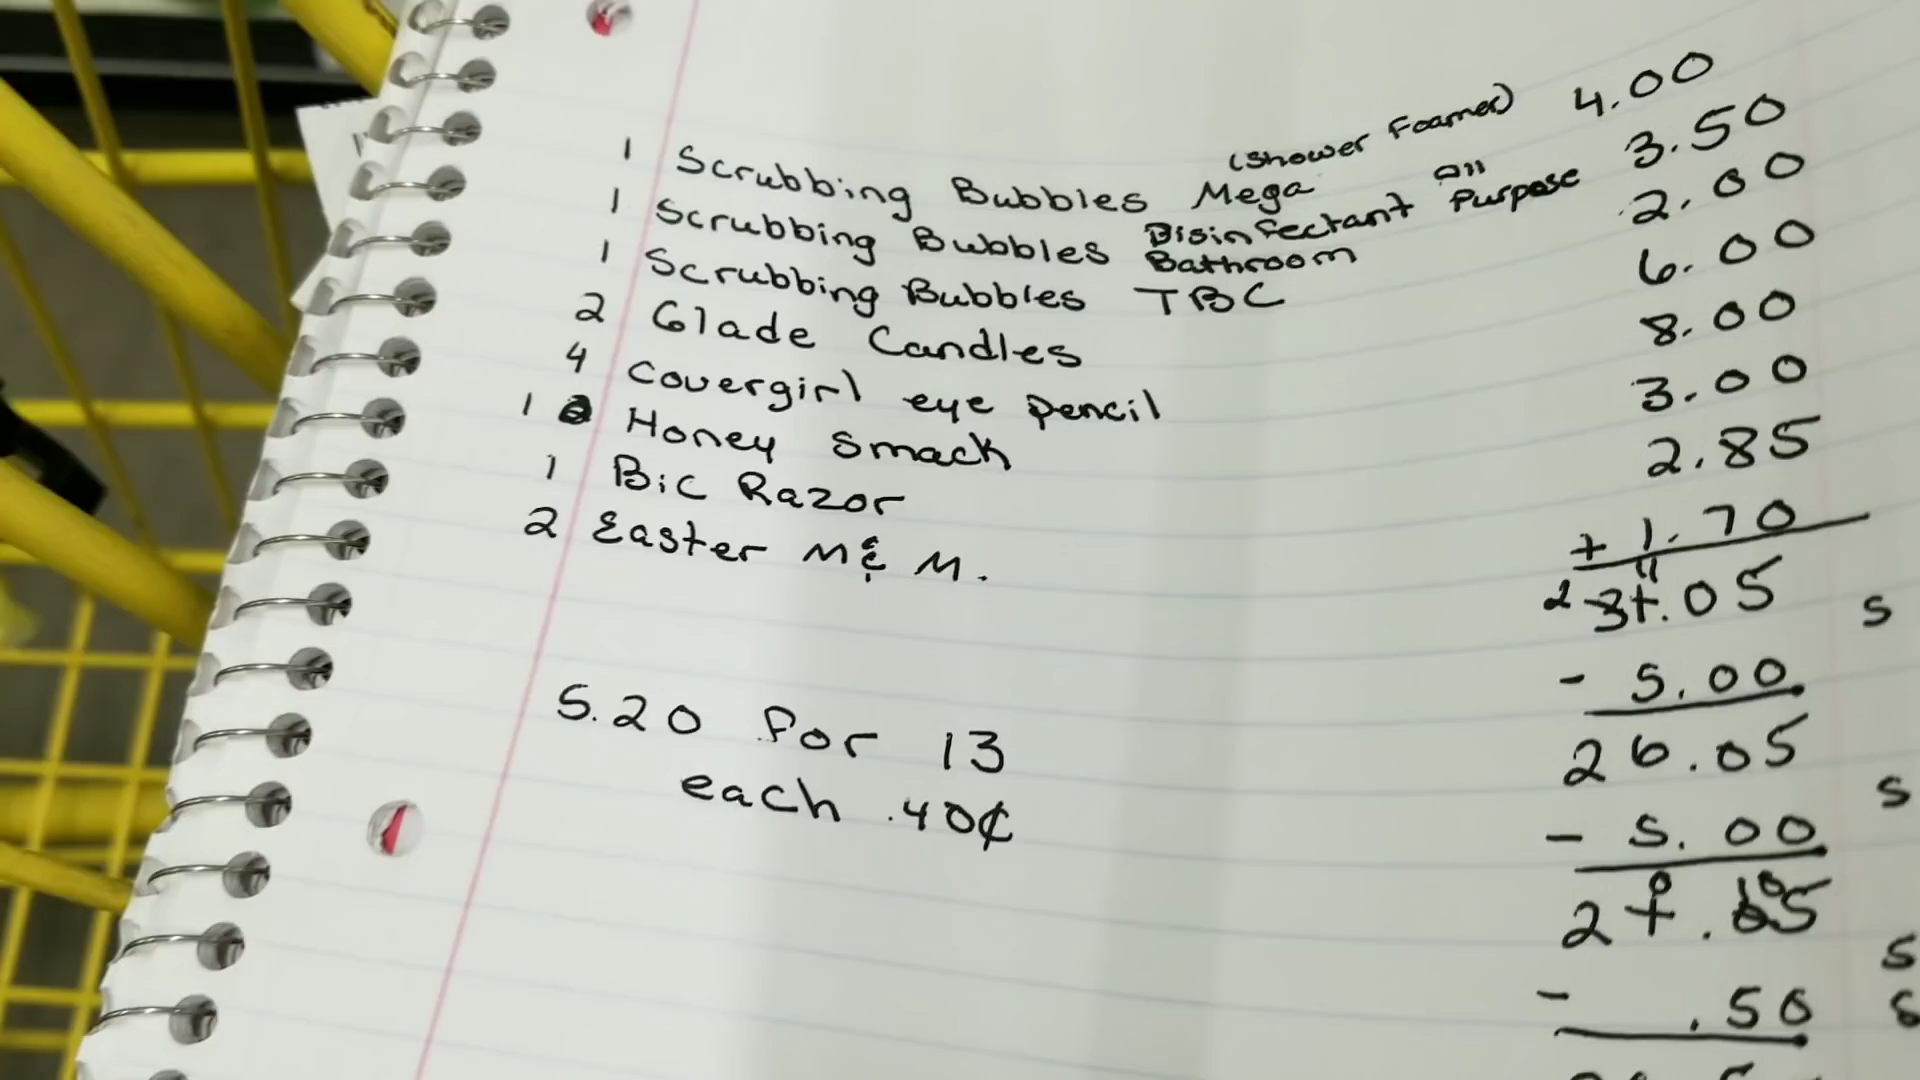 1 Scrubbing Bubbles Mega (Shower Foamer) 4.00
1 Scrubbing Bubbles Disinfectant All Purpose Bathroom 3.50
1 Scrubbing Bubbles TBC 2.00
2 Glade Candles 6.00
4 Covergirl eye pencil 8.00
1 Honey Smack 3.00
1 Bic Razor 2.85
2 Easter M & M. + 1.70
31.05
S
- 5.00
26.05
S
- 5.00
21.05
S
- .50
S
5.20 for 13
each .40¢